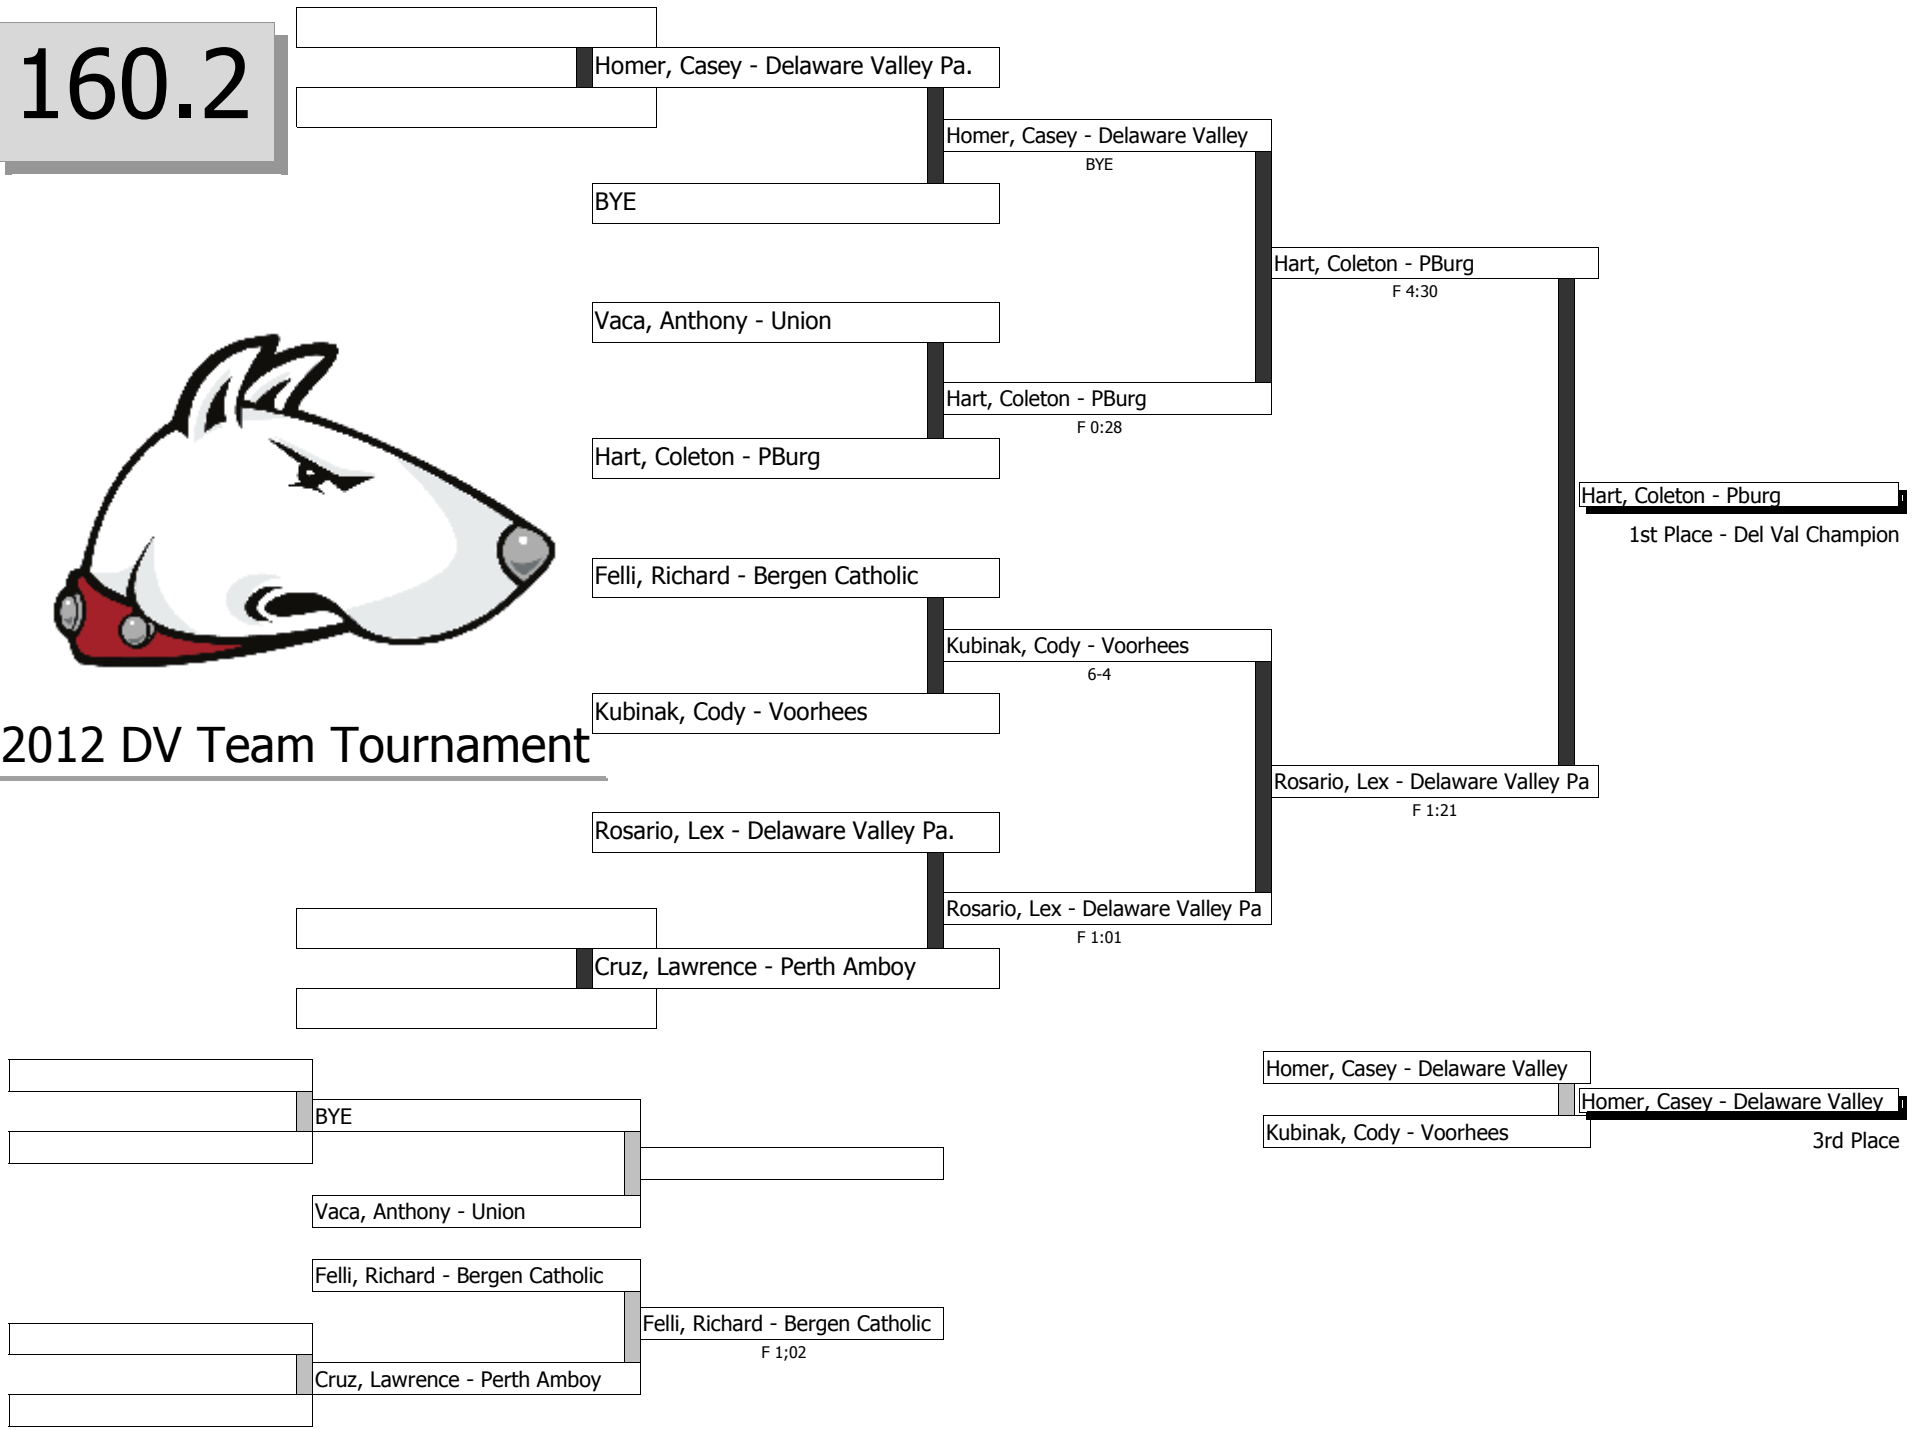 160.2
Homer, Casey - Delaware Valley Pa.
Homer, Casey - Delaware Valley
BYE
BYE
Hart, Coleton - PBurg
F 4:30
Vaca, Anthony - Union
Hart, Coleton - PBurg
F 0:28
Hart, Coleton - PBurg
Hart, Coleton - Pburg
1st Place - Del Val Champion
Felli, Richard - Bergen Catholic
Kubinak, Cody - Voorhees
6-4
Kubinak, Cody - Voorhees
2012 DV Team Tournament
Rosario, Lex - Delaware Valley Pa
F 1:21
Rosario, Lex - Delaware Valley Pa.
Rosario, Lex - Delaware Valley Pa
F 1:01
Cruz, Lawrence - Perth Amboy
Homer, Casey - Delaware Valley
Homer, Casey - Delaware Valley
Kubinak, Cody - Voorhees
3rd Place
BYE
Vaca, Anthony - Union
Felli, Richard - Bergen Catholic
Felli, Richard - Bergen Catholic
F 1;02
Cruz, Lawrence - Perth Amboy